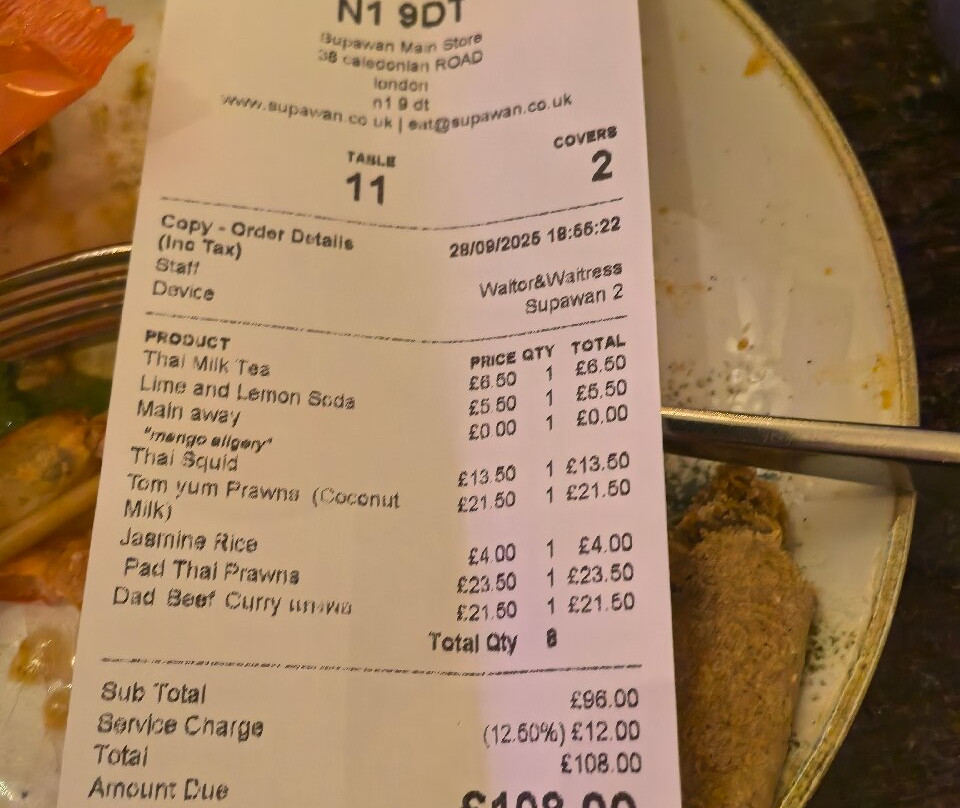 N1 9DT
Supawan Main Store
38 caledonian ROAD
london
n1 9 dt
www.supawan.co.uk | eat@supawan.co.uk
TABLE COVERS
11 2
Copy - Order Details (Inc Tax) 28/09/2025 18:56:22
Staff Waitor&Waitress
Device Supawan 2
PRODUCT PRICE QTY TOTAL
Thai Milk Tea £6.50 1 £6.50
Lime and Lemon Soda £5.50 1 £5.50
Main away £0.00 1 £0.00
"mango allgery"
Thai Squid £13.50 1 £13.50
Tom yum Prawns (Coconut £21.50 1 £21.50
Milk)
Jasmine Rice £4.00 1 £4.00
Pad Thai Prawns £23.50 1 £23.50
Dad Beef Curry £21.50 1 £21.50
Total Qty 8
Sub Total £96.00
Service Charge (12.50%) £12.00
Total £108.00
Amount Due £108.00